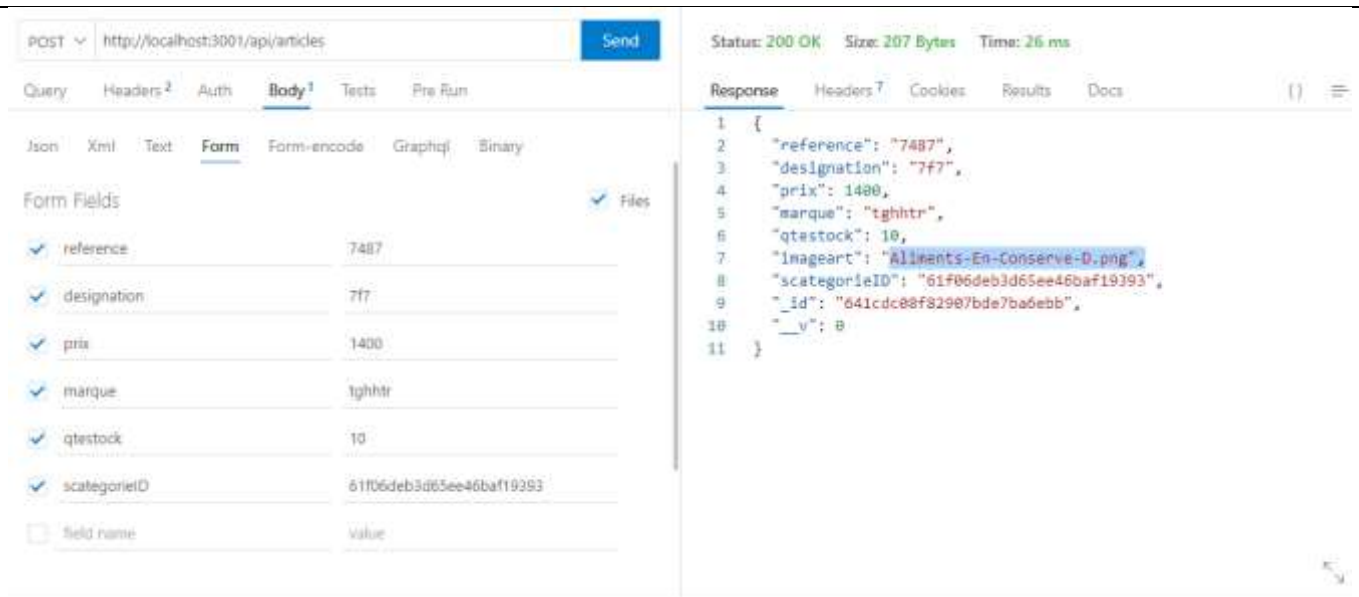 POST http://localhost:3001/api/articles Send
Query Headers 2 Auth Body 1 Tests Pre Run
Json Xml Text Form Form-encode Graphql Binary
Form Fields Files
reference 7487
designation 7f7
prix 1400
marque tghhtr
qtestock 10
scategorieID 61f06deb3d65ee46baf19393
field name value
Status: 200 OK Size: 207 Bytes Time: 26 ms
Response Headers 7 Cookies Results Docs { }
1 {
2 "reference": "7487",
3 "designation": "7f7",
4 "prix": 1400,
5 "marque": "tghhtr",
6 "qtestock": 10,
7 "imageart": "Aliments-En-Conserve-D.png",
8 "scategorieID": "61f06deb3d65ee46baf19393",
9 "_id": "641cdc08f82907bde7ba6ebb",
10 "__v": 0
11 }